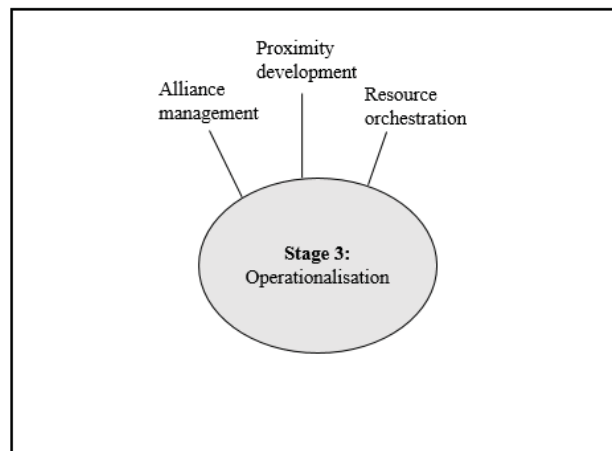 Proximity
development
Alliance
management
Resource
orchestration
Stage 3:
Operationalisation